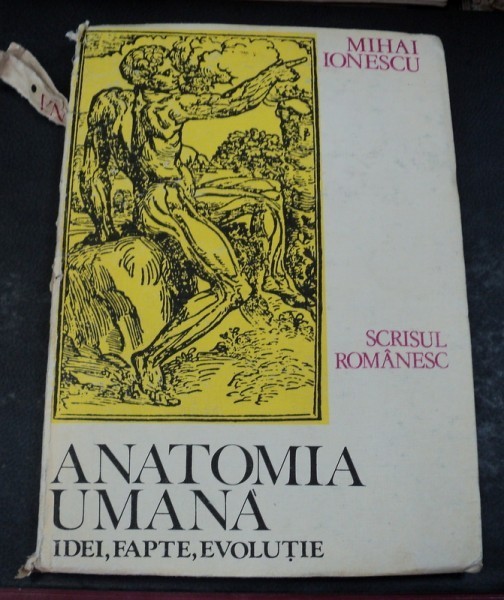 MIHAI
IONESCU
SCRISUL
ROMÂNESC
ANATOMIA
UMANĂ
IDEI, FAPTE, EVOLUȚIE